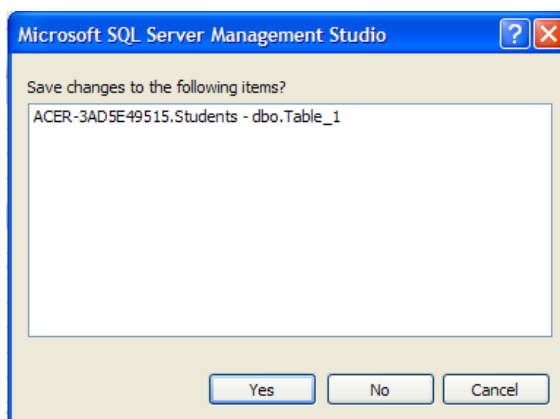 Microsoft SQL Server Management Studio
Save changes to the following items?
ACER-3AD5E49515.Students - dbo.Table_1
Yes No Cancel